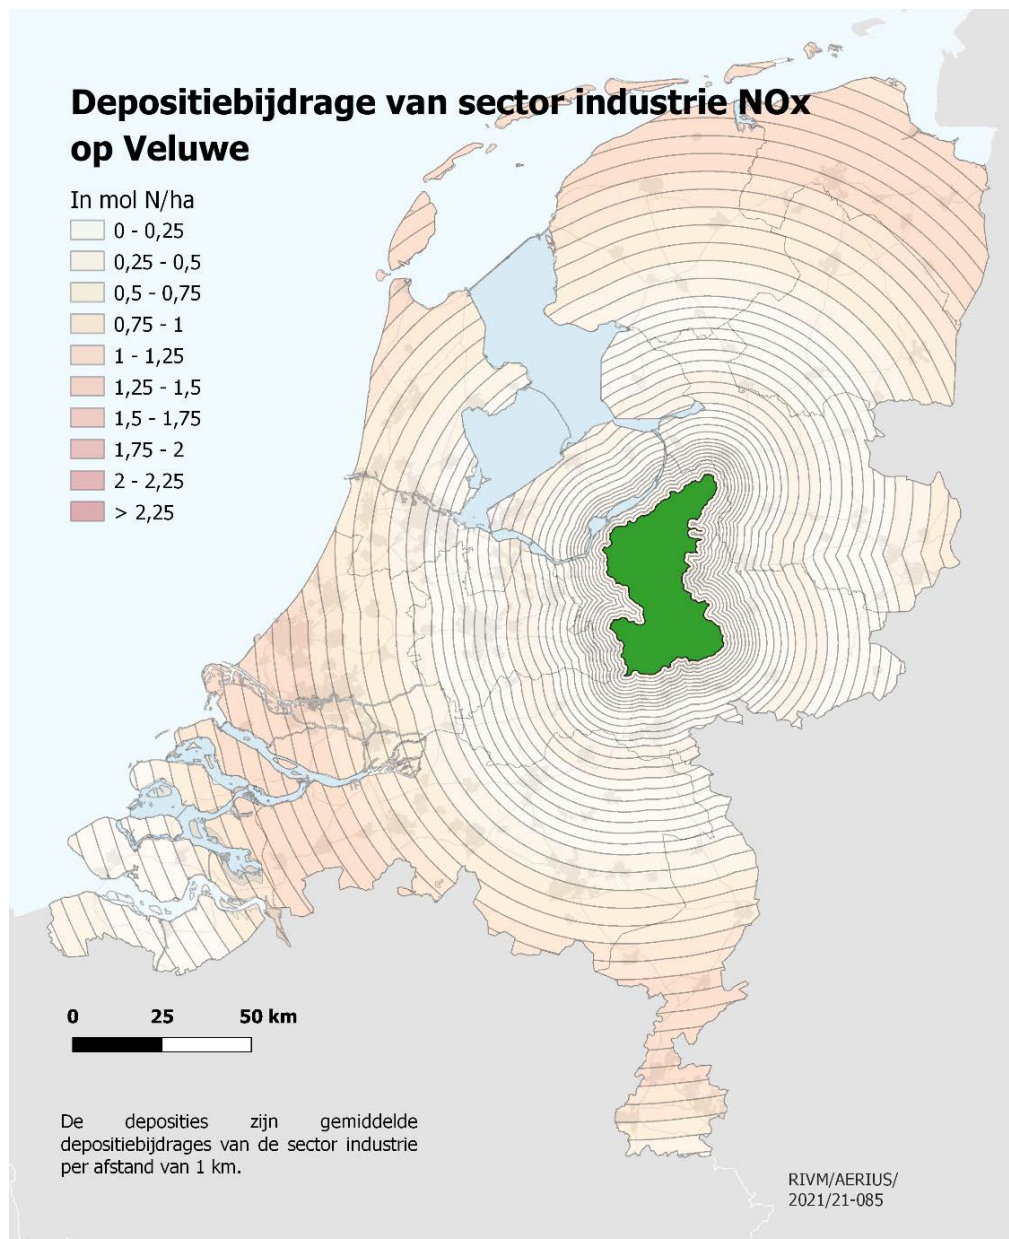 Depositiebijdrage van sector industrie NOx
op Veluwe
In mol N/ha
0 - 0,25
0,25 - 0,5
0,5 - 0,75
0,75 - 1
1 - 1,25
1,25 - 1,5
1,5 - 1,75
1,75 - 2
2 - 2,25
> 2,25
0 25 50 km
De deposities zijn gemiddelde
depositiebijdrages van de sector industrie
per afstand van 1 km.
RIVM/AERIUS/
2021/21-085